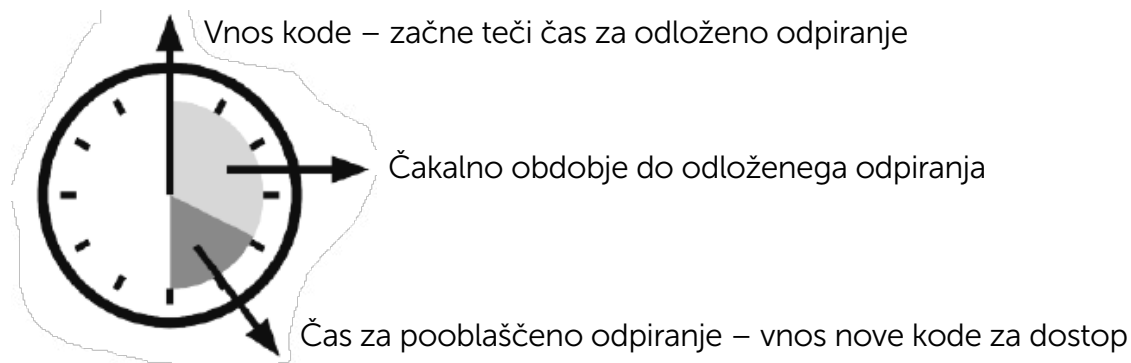 Vnos kode – začne teči čas za odloženo odpiranje
Čakalno obdobje do odloženega odpiranja
Čas za pooblaščeno odpiranje – vnos nove kode za dostop